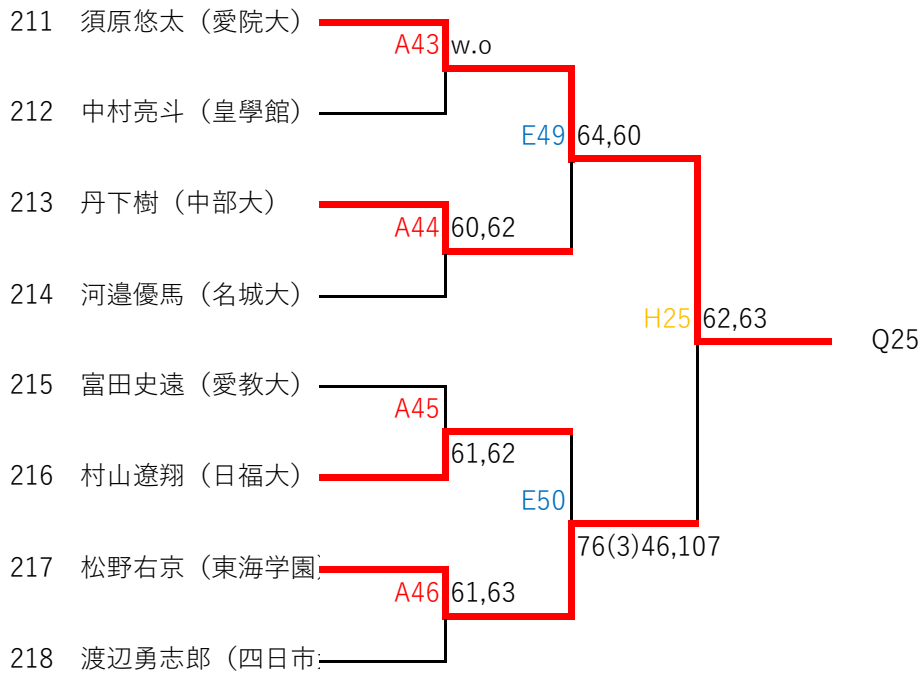 211 須原悠太（愛院大）
A43 w.o
212 中村亮斗（皇學館）
E49 64,60
213 丹下樹（中部大）
A44 60,62
214 河邉優馬（名城大）
H25 62,63
Q25
215 富田史遠（愛教大）
A45
61,62
216 村山遼翔（日福大）
E50
76(3)46,107
217 松野右京（東海学園）
A46 61,63
218 渡辺勇志郎（四日市